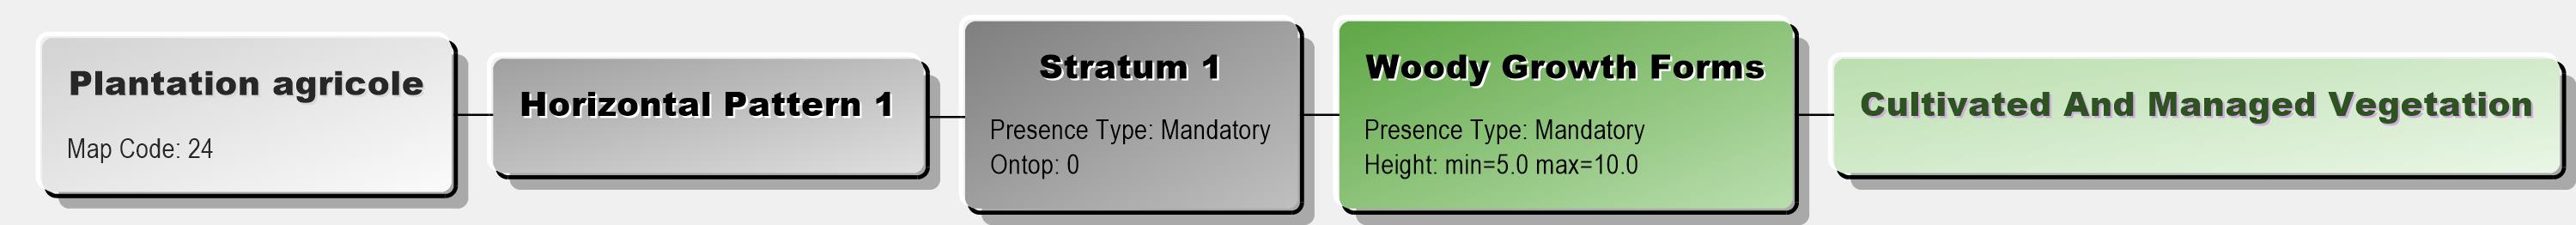 Plantation agricole
Map Code: 24
Horizontal Pattern 1
Stratum 1
Presence Type: Mandatory
Ontop: 0
Woody Growth Forms
Presence Type: Mandatory
Height: min=5.0 max=10.0
Cultivated And Managed Vegetation